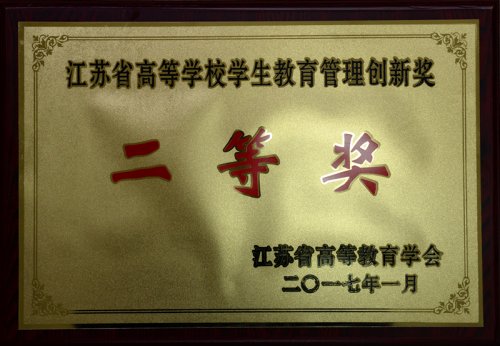 江苏省高等学校学生教育管理创新奖
二等奖
江苏省高等教育学会
二〇一七年一月